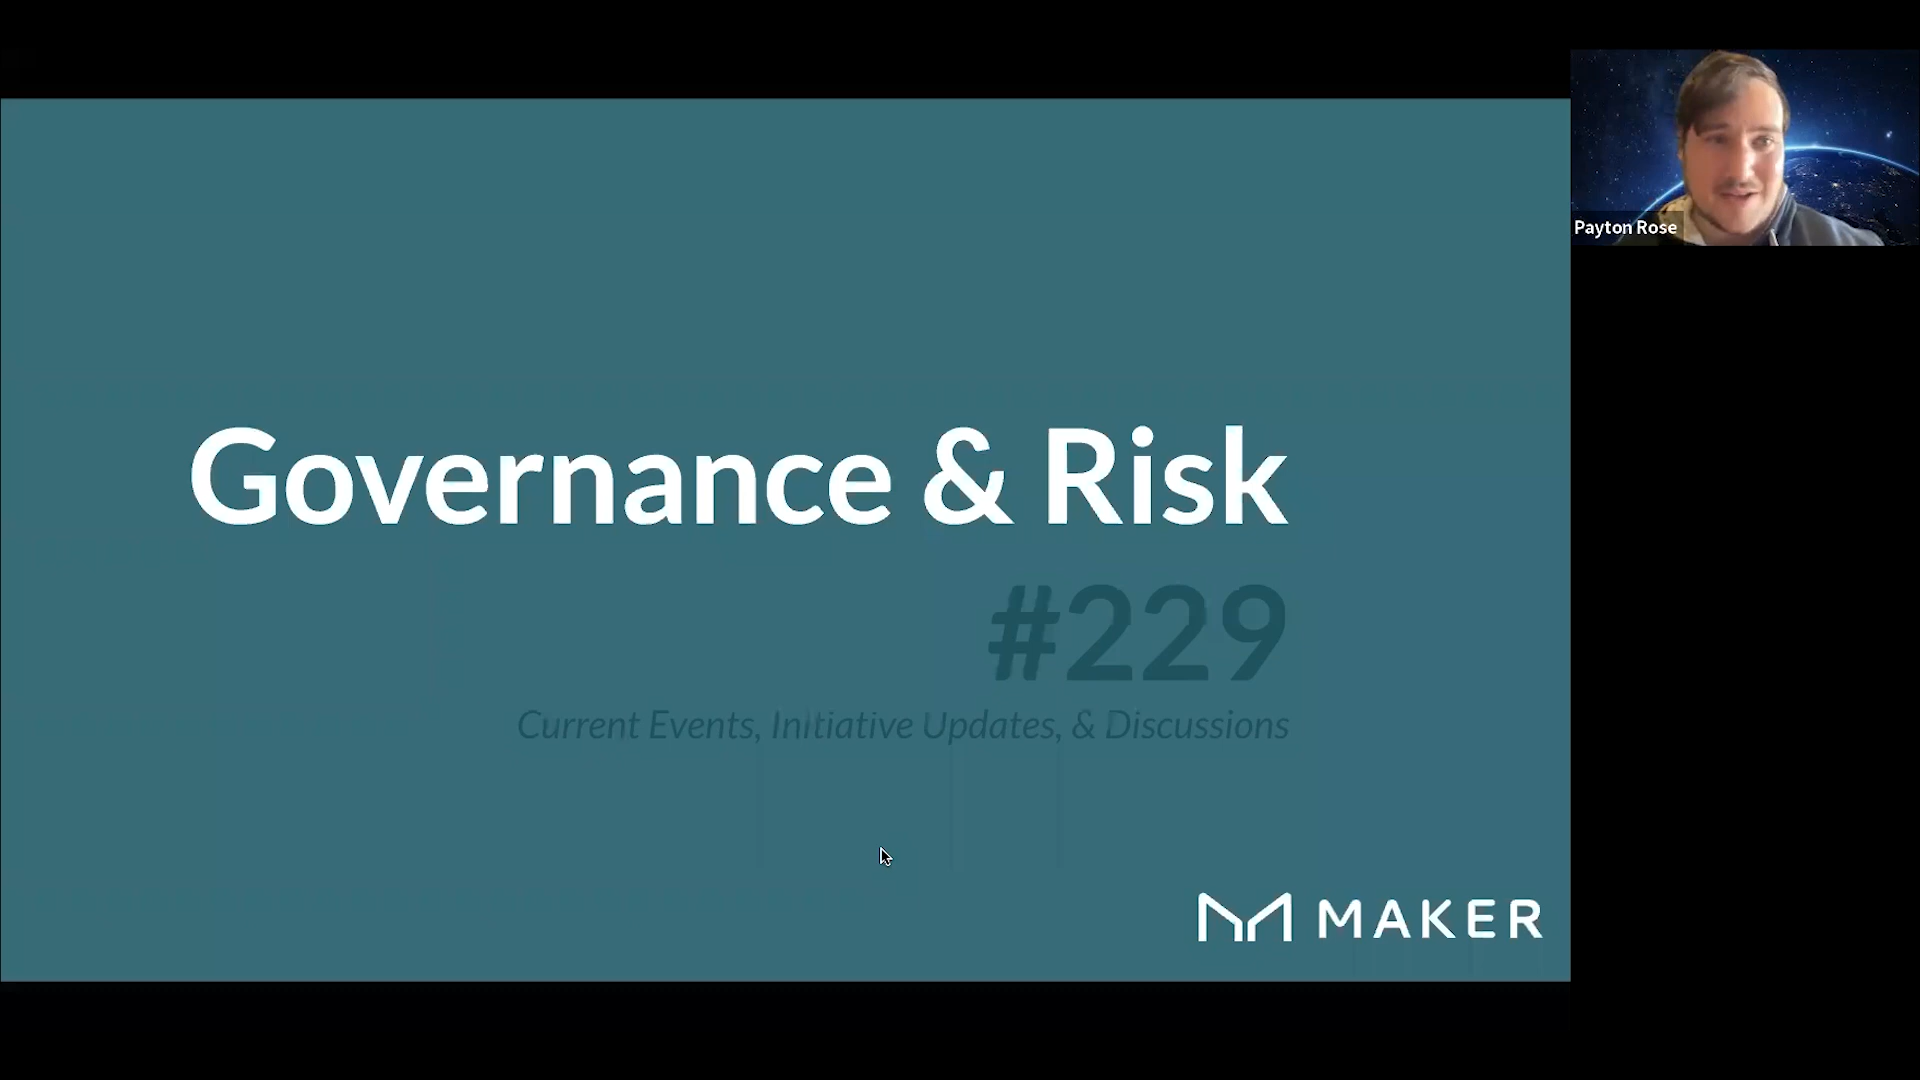 Governance & Risk
#229
Current Events, Initiative Updates, & Discussions
MAKER
Payton Rose